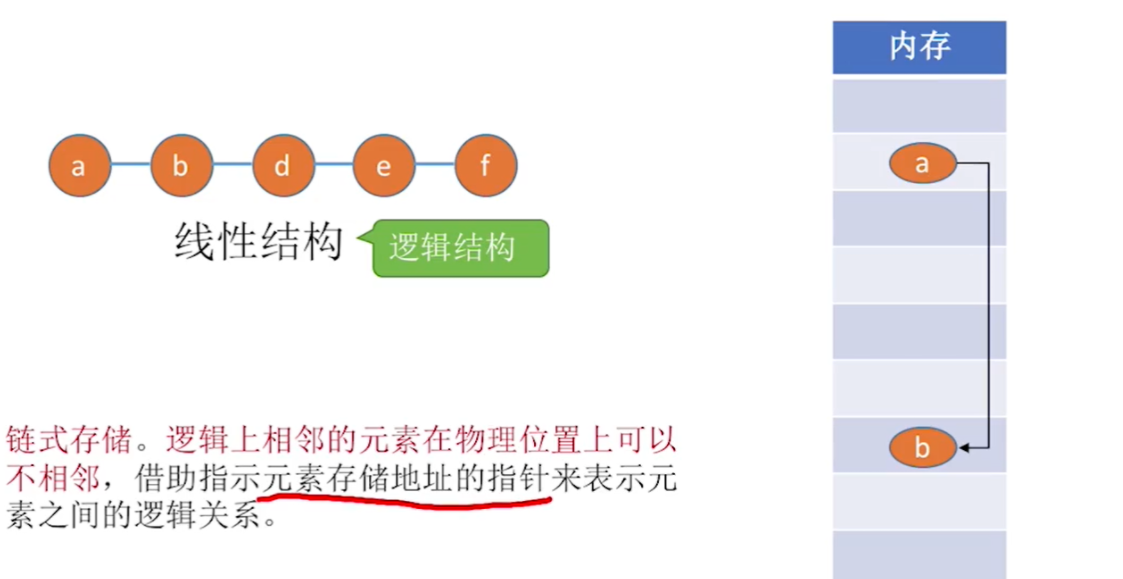 内存
a
a b d e f
线性结构
逻辑结构
链式存储。逻辑上相邻的元素在物理位置上可以
不相邻，借助指示元素存储地址的指针来表示元
素之间的逻辑关系。
b